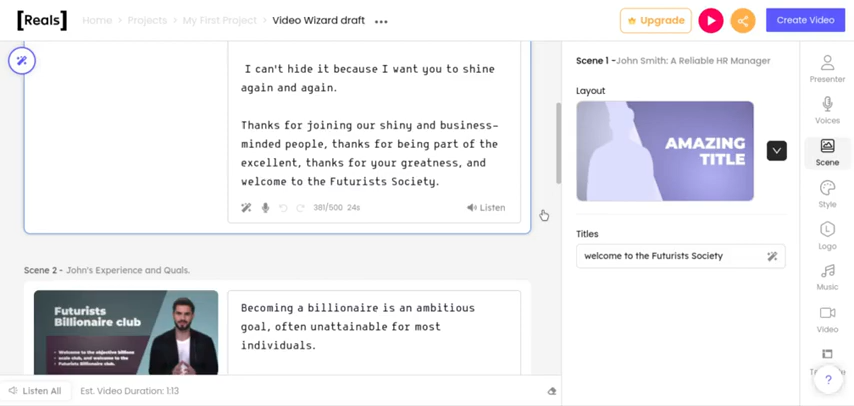 [Reals]
Home > Projects > My First Project > Video Wizard draft ...
Upgrade
Create Video
I can't hide it because I want you to shine
again and again.
Thanks for joining our shiny and business-
minded people, thanks for being part of the
excellent, thanks for your greatness, and
welcome to the Futurists Society.
381/500 24s
Listen
Scene 2 - John's Experience and Quals.
Futurists
Billionaire club
Becoming a billionaire is an ambitious
goal, often unattainable for most
individuals.
Listen All
Est. Video Duration: 1:13
Scene 1 -John Smith: A Reliable HR Manager
Layout
AMAZING
TITLE
Titles
welcome to the Futurists Society
Presenter
Voices
Scene
Style
Logo
Music
Video
?